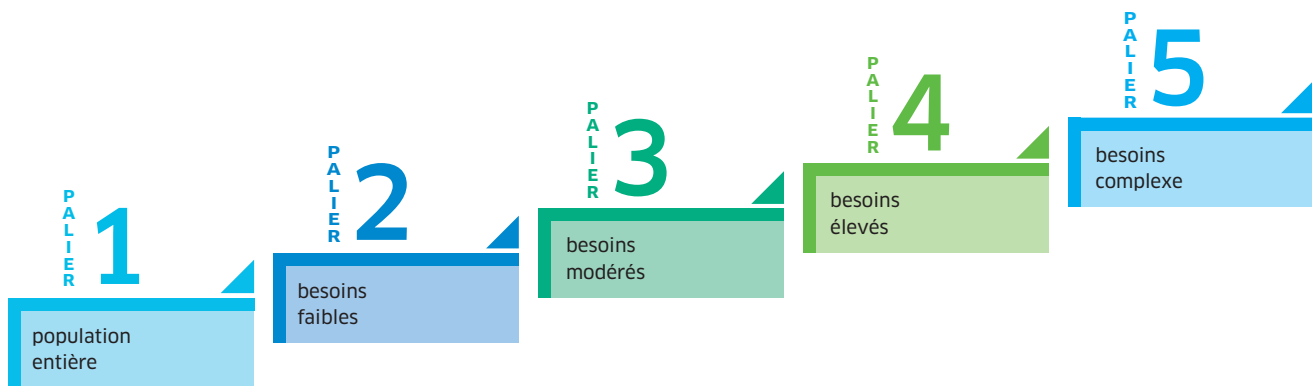 PALIER 1
population
entière
PALIER 2
besoins
faibles
PALIER 3
besoins
modérés
PALIER 4
besoins
élevés
PALIER 5
besoins
complexe